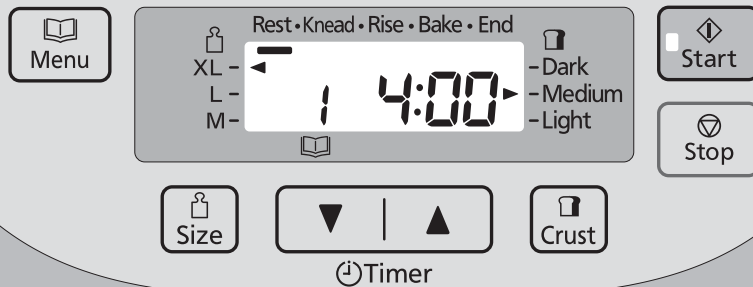 Menu
Rest • Knead • Rise • Bake • End
XL – – Dark
L – 1 4:00 – Medium
M – – Light
Start
Stop
Size
Timer
Crust